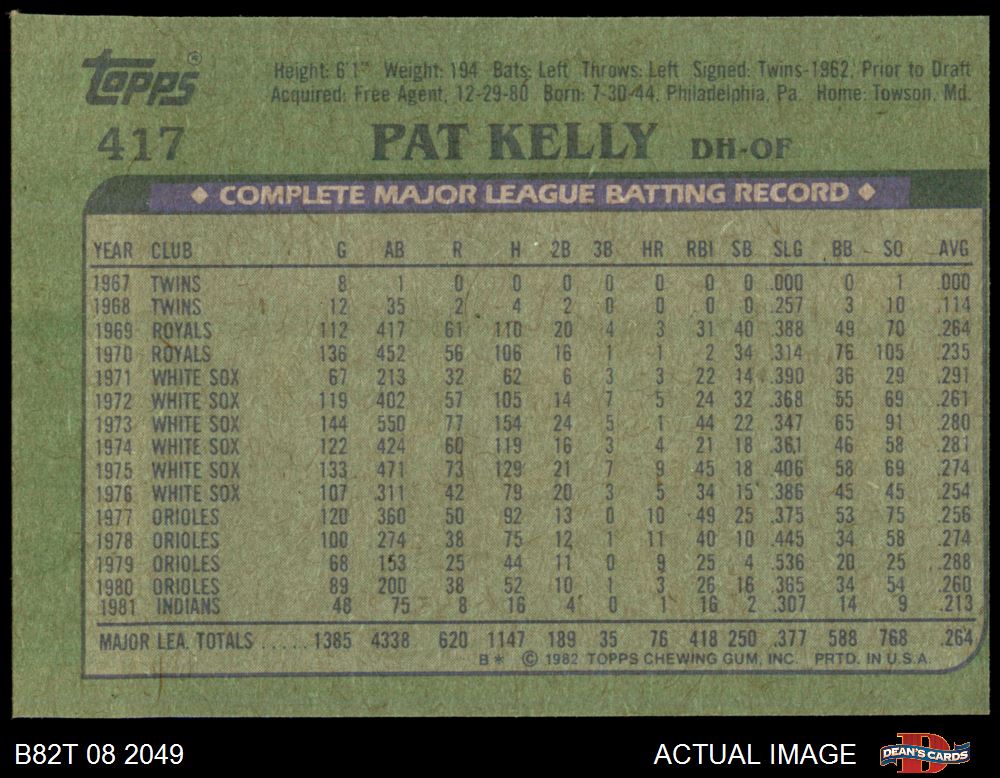 Topps®
Height: 6'1" Weight: 194 Bats: Left Throws: Left Signed: Twins-1962, Prior to Draft
Acquired: Free Agent, 12-29-80 Born: 7-30-44, Philadelphia, Pa. Home: Towson, Md.
417 PAT KELLY DH-OF
◆ COMPLETE MAJOR LEAGUE BATTING RECORD ◆
YEAR CLUB G AB R H 2B 3B HR RBI SB SLG BB SO AVG
1967 TWINS 8 1 0 0 0 0 0 0 0 .000 0 1 .000
1968 TWINS 12 35 2 4 2 0 0 0 0 .257 3 10 .114
1969 ROYALS 112 417 61 110 20 4 3 31 40 .388 49 70 .264
1970 ROYALS 136 452 56 106 16 1 1 2 34 .314 76 105 .235
1971 WHITE SOX 67 213 32 62 6 3 3 22 14 .390 36 29 .291
1972 WHITE SOX 119 402 57 105 14 7 5 24 32 .368 55 69 .261
1973 WHITE SOX 144 550 77 154 24 5 1 44 22 .347 65 91 .280
1974 WHITE SOX 122 424 60 119 16 3 4 21 18 .361 46 58 .281
1975 WHITE SOX 133 471 73 129 21 7 9 45 18 .406 58 69 .274
1976 WHITE SOX 107 311 42 79 20 3 5 34 15 .386 45 45 .254
1977 ORIOLES 120 360 50 92 13 0 10 49 25 .375 53 75 .256
1978 ORIOLES 100 274 38 75 12 1 11 40 10 .445 34 58 .274
1979 ORIOLES 68 153 25 44 11 0 9 25 4 .536 20 25 .288
1980 ORIOLES 89 200 38 52 10 1 3 26 16 .365 34 54 .260
1981 INDIANS 48 75 8 16 4 0 1 16 2 .307 14 9 .213
MAJOR LEA. TOTALS ..... 1385 4338 620 1147 189 35 76 418 250 .377 588 768 .264
B* © 1982 TOPPS CHEWING GUM, INC. PRTD. IN U.S.A.
B82T 08 2049 ACTUAL IMAGE DEAN'S CARDS